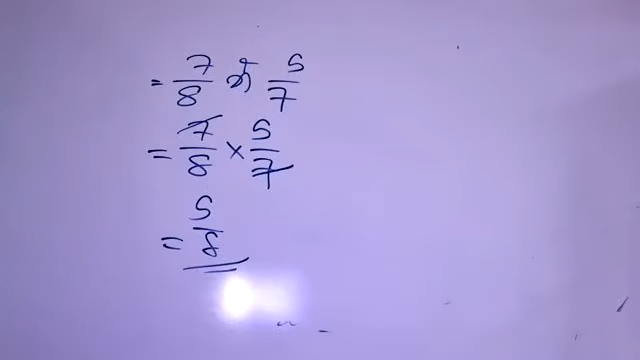 = 7/8 को 5/7
= 7/8 × 5/7
= 5/8